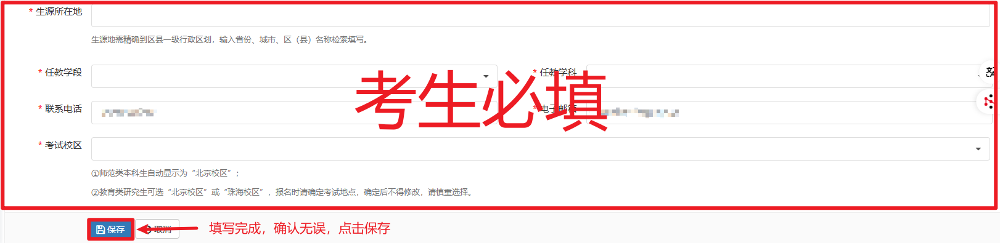 * 生源所在地
生源地需精确到区县一级行政区划，输入省份、城市、区（县）名称检索填写。
* 任教学段
* 任教学科
考生必填
* 联系电话
* 电子邮箱
* 考试校区
①师范类本科生自动显示为“北京校区”；
②教育类研究生可选“北京校区”或“珠海校区”，报名时请确定考试地点，确定后不得修改，请慎重选择。
保存
取消
填写完成，确认无误，点击保存